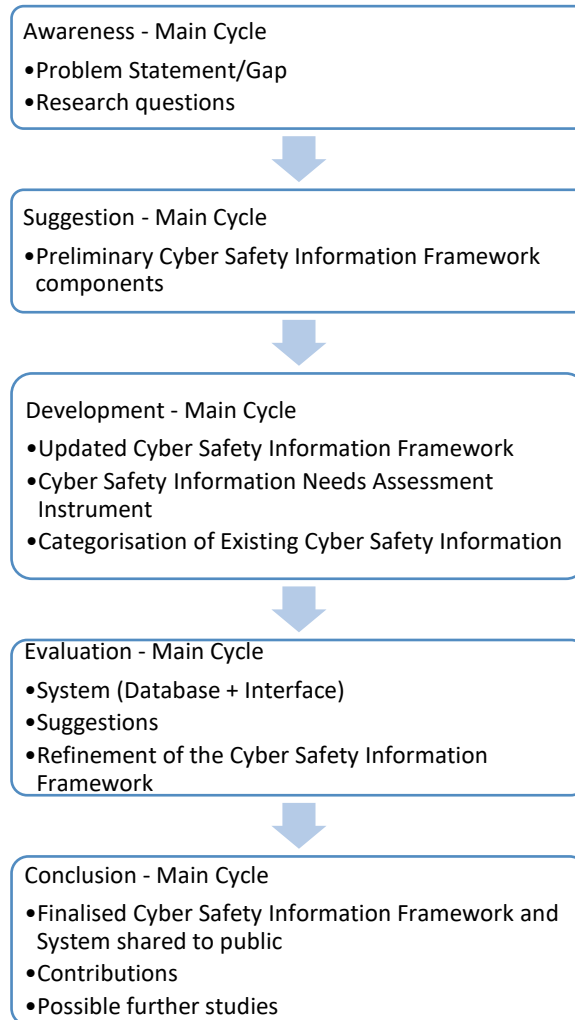 Awareness - Main Cycle
•Problem Statement/Gap
•Research questions
Suggestion - Main Cycle
•Preliminary Cyber Safety Information Framework
components
Development - Main Cycle
•Updated Cyber Safety Information Framework
•Cyber Safety Information Needs Assessment
Instrument
•Categorisation of Existing Cyber Safety Information
Evaluation - Main Cycle
•System (Database + Interface)
•Suggestions
•Refinement of the Cyber Safety Information
Framework
Conclusion - Main Cycle
•Finalised Cyber Safety Information Framework and
System shared to public
•Contributions
•Possible further studies